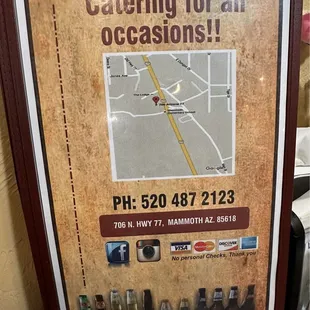 Catering for all
occasions!!
PH: 520 487 2123
706 N. HWY 77, MAMMOTH AZ. 85618
VISA
DISCOVER
No personal Checks, Thank you